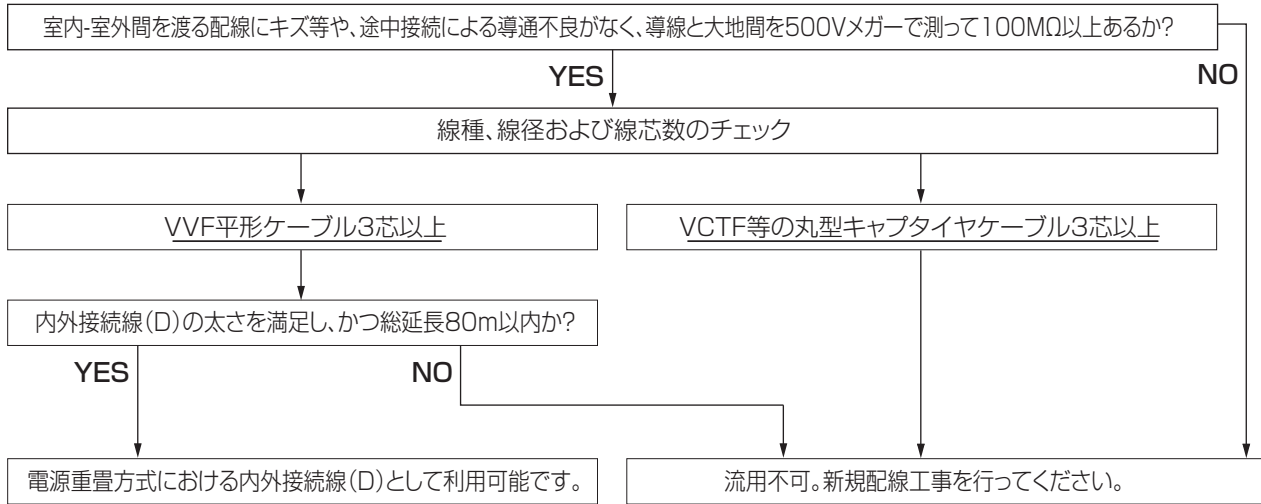 室内-室外間を渡る配線にキズ等や、途中接続による導通不良がなく、導線と大地間を500Vメガーで測って100MΩ以上あるか?
YES
NO
線種、線径および線芯数のチェック
VVF平形ケーブル3芯以上
VCTF等の丸型キャプタイヤケーブル3芯以上
内外接続線(D)の太さを満足し、かつ総延長80m以内か?
YES
NO
電源重畳方式における内外接続線(D)として利用可能です。
流用不可。新規配線工事を行ってください。